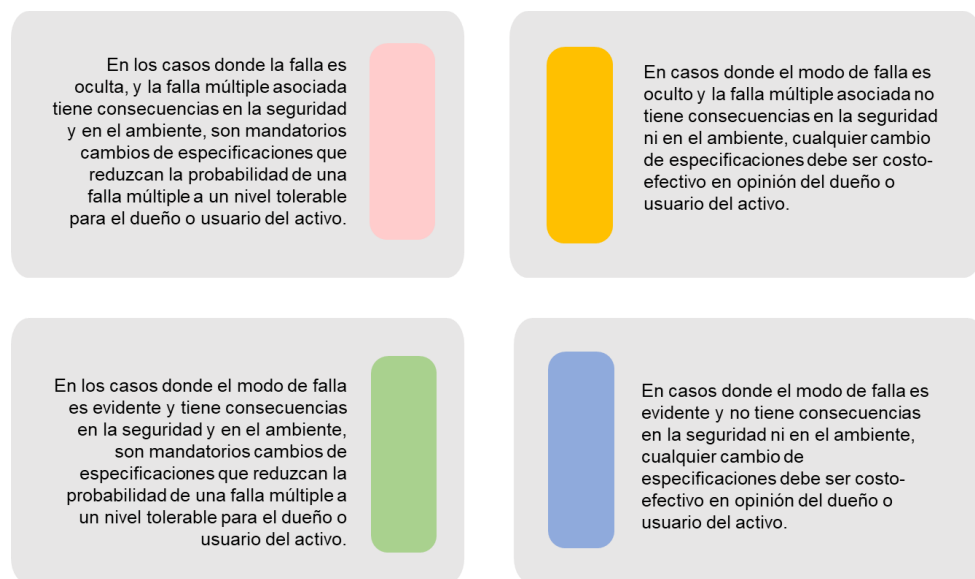 En los casos donde la falla es
oculta, y la falla múltiple asociada
tiene consecuencias en la seguridad
y en el ambiente, son mandatorios
cambios de especificaciones que
reduzcan la probabilidad de una
falla múltiple a un nivel tolerable
para el dueño o usuario del activo.
En casos donde el modo de falla es
oculto y la falla múltiple asociada no
tiene consecuencias en la seguridad
ni en el ambiente, cualquier cambio
de especificaciones debe ser costo-
efectivo en opinión del dueño o
usuario del activo.
En los casos donde el modo de falla
es evidente y tiene consecuencias
en la seguridad y en el ambiente,
son mandatorios cambios de
especificaciones que reduzcan la
probabilidad de una falla múltiple a
un nivel tolerable para el dueño o
usuario del activo.
En casos donde el modo de falla es
evidente y no tiene consecuencias
en la seguridad ni en el ambiente,
cualquier cambio de
especificaciones debe ser costo-
efectivo en opinión del dueño o
usuario del activo.